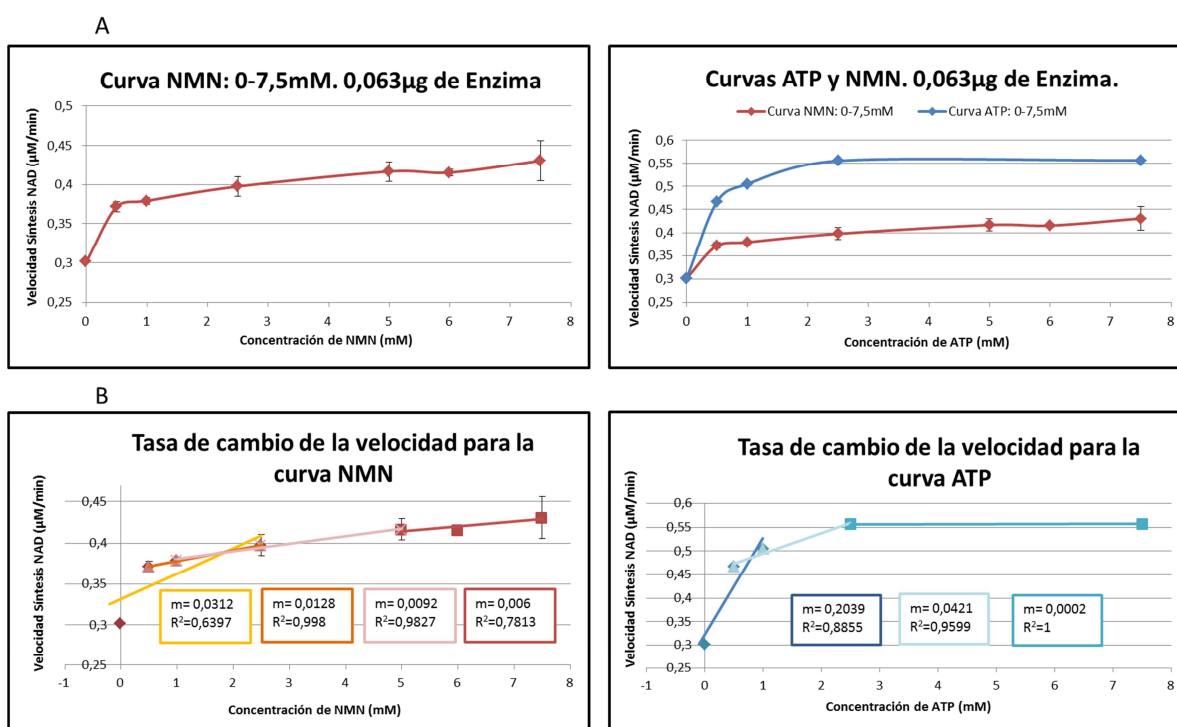 A
Curva NMN: 0-7,5mM. 0,063µg de Enzima
Velocidad Síntesis NAD (µM/min)
0,5
0,45
0,4
0,35
0,3
0,25
0
1
2
3
4
5
6
7
8
Concentración de NMN (mM)
Curvas ATP y NMN. 0,063µg de Enzima.
Curva NMN: 0-7,5mM
Curva ATP: 0-7,5mM
Velocidad Síntesis NAD (µM/min)
0,6
0,55
0,5
0,45
0,4
0,35
0,3
0,25
0
1
2
3
4
5
6
7
8
Concentración de ATP (mM)
B
Tasa de cambio de la velocidad para la
curva NMN
Velocidad Síntesis NAD (µM/min)
0,45
0,4
0,35
0,3
0,25
m= 0,0312
R²=0,6397
m= 0,0128
R²=0,998
m= 0,0092
R²=0,9827
m= 0,006
R²=0,7813
-1
0
1
2
3
4
5
6
7
8
Concentración de NMN (mM)
Tasa de cambio de la velocidad para la
curva ATP
Velocidad Síntesis NAD (µM/min)
0,6
0,55
0,5
0,45
0,4
0,35
0,3
0,25
m= 0,2039
R²=0,8855
m= 0,0421
R²=0,9599
m= 0,0002
R²=1
-1
0
1
2
3
4
5
6
7
8
Concentración de ATP (mM)